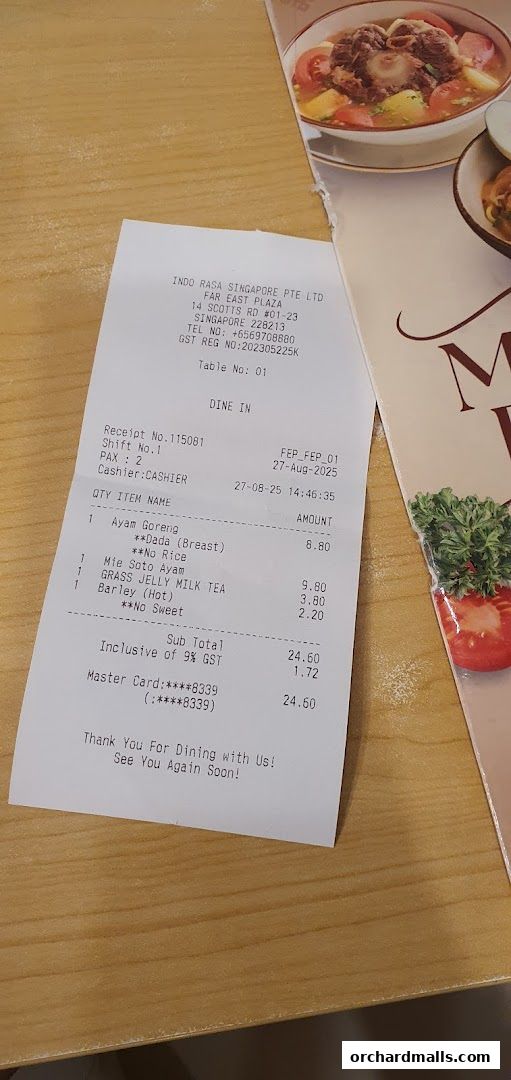 INDO RASA SINGAPORE PTE LTD
FAR EAST PLAZA
14 SCOTTS RD #01-23
SINGAPORE 228213
TEL NO: +6569708880
GST REG NO:202305225K
Table No: 01
DINE IN
Receipt No.115081 FEP_FEP_01
Shift No.1 27-Aug-2025
PAX : 2
Cashier:CASHIER 27-08-25 14:46:35
QTY ITEM NAME AMOUNT
1 Ayam Goreng 8.80
**Dada (Breast)
**No Rice
1 Mie Soto Ayam 9.80
1 GRASS JELLY MILK TEA 3.80
1 Barley (Hot) 2.20
**No Sweet
Sub Total 24.60
Inclusive of 9% GST 1.72
Master Card:****8339 24.60
(:****8339)
Thank You For Dining with Us!
See You Again Soon!
M
orchardmalls.com